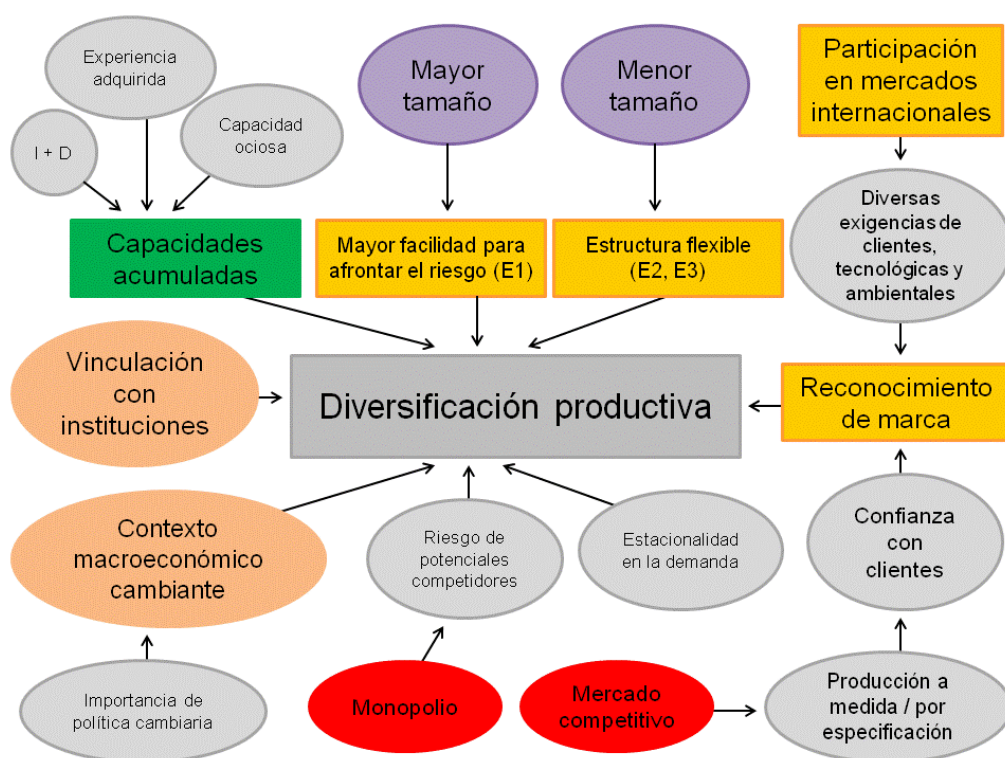 Experiencia
adquirida
I + D
Capacidad
ociosa
Mayor
tamaño
Menor
tamaño
Participación
en mercados
internacionales
Capacidades
acumuladas
Mayor facilidad para
afrontar el riesgo (E1)
Estructura flexible
(E2, E3)
Diversas
exigencias de
clientes,
tecnológicas y
ambientales
Vinculación
con
instituciones
Diversificación productiva
Reconocimiento
de marca
Contexto
macroeconómico
cambiante
Riesgo de
potenciales
competidores
Estacionalidad
en la demanda
Confianza
con
clientes
Importancia de
política cambiaria
Monopolio
Mercado
competitivo
Producción a
medida / por
especificación